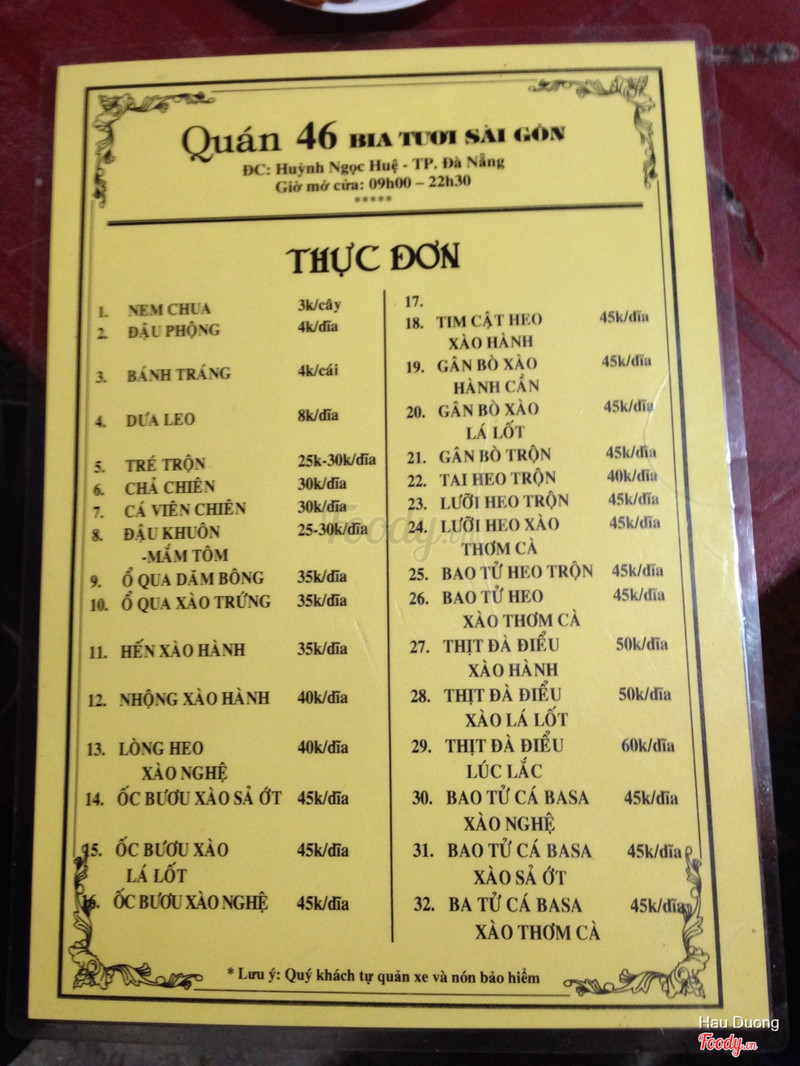 Quán 46 BIA TƯƠI SÀI GÒN
ĐC: Huỳnh Ngọc Huệ - TP. Đà Nẵng
Giờ mở cửa: 09h00 – 22h30
*****
THỰC ĐƠN
1. NEM CHUA 3k/cây
2. ĐẬU PHỘNG 4k/đĩa
3. BÁNH TRÁNG 4k/cái
4. DƯA LEO 8k/đĩa
5. TRÉ TRỘN 25k-30k/đĩa
6. CHẢ CHIÊN 30k/đĩa
7. CÁ VIÊN CHIÊN 30k/đĩa
8. ĐẬU KHUÔN 25-30k/đĩa
-MẮM TÔM
9. Ổ QUA DĂM BÔNG 35k/đĩa
10. Ổ QUA XÀO TRỨNG 35k/đĩa
11. HẾN XÀO HÀNH 35k/đĩa
12. NHỘNG XÀO HÀNH 40k/đĩa
13. LÒNG HEO 40k/đĩa
XÀO NGHỆ
14. ỐC BƯƠU XÀO SẢ ỚT 45k/đĩa
15. ỐC BƯƠU XÀO 45k/đĩa
LÁ LỐT
16. ỐC BƯƠU XÀO NGHỆ 45k/đĩa
17.
18. TIM CẬT HEO 45k/đĩa
XÀO HÀNH
19. GÂN BÒ XÀO 45k/đĩa
HÀNH CẦN
20. GÂN BÒ XÀO 45k/đĩa
LÁ LỐT
21. GÂN BÒ TRỘN 45k/đĩa
22. TAI HEO TRỘN 40k/đĩa
23. LƯỠI HEO TRỘN 45k/đĩa
24. LƯỠI HEO XÀO 45k/đĩa
THƠM CÀ
25. BAO TỬ HEO TRỘN 45k/đĩa
26. BAO TỬ HEO 45k/đĩa
XÀO THƠM CÀ
27. THỊT ĐÀ ĐIỂU 50k/đĩa
XÀO HÀNH
28. THỊT ĐÀ ĐIỂU 50k/đĩa
XÀO LÁ LỐT
29. THỊT ĐÀ ĐIỂU 60k/đĩa
LÚC LẮC
30. BAO TỬ CÁ BASA 45k/đĩa
XÀO NGHỆ
31. BAO TỬ CÁ BASA 45k/đĩa
XÀO SẢ ỚT
32. BA TỬ CÁ BASA 45k/đĩa
XÀO THƠM CÀ
* Lưu ý: Quý khách tự quản xe và nón bảo hiểm
Foody.vn
Hau Duong
Foody.vn